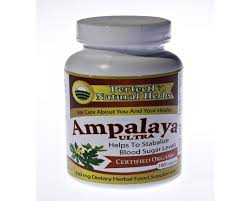 Perfect
Natural Herbs
We Care About You And Your Health
Ampalaya
ULTRA
Helps To Stabalize
Blood Sugar Levels
CERTIFIED ORGANIC
Dietary Herbal Food Supplement